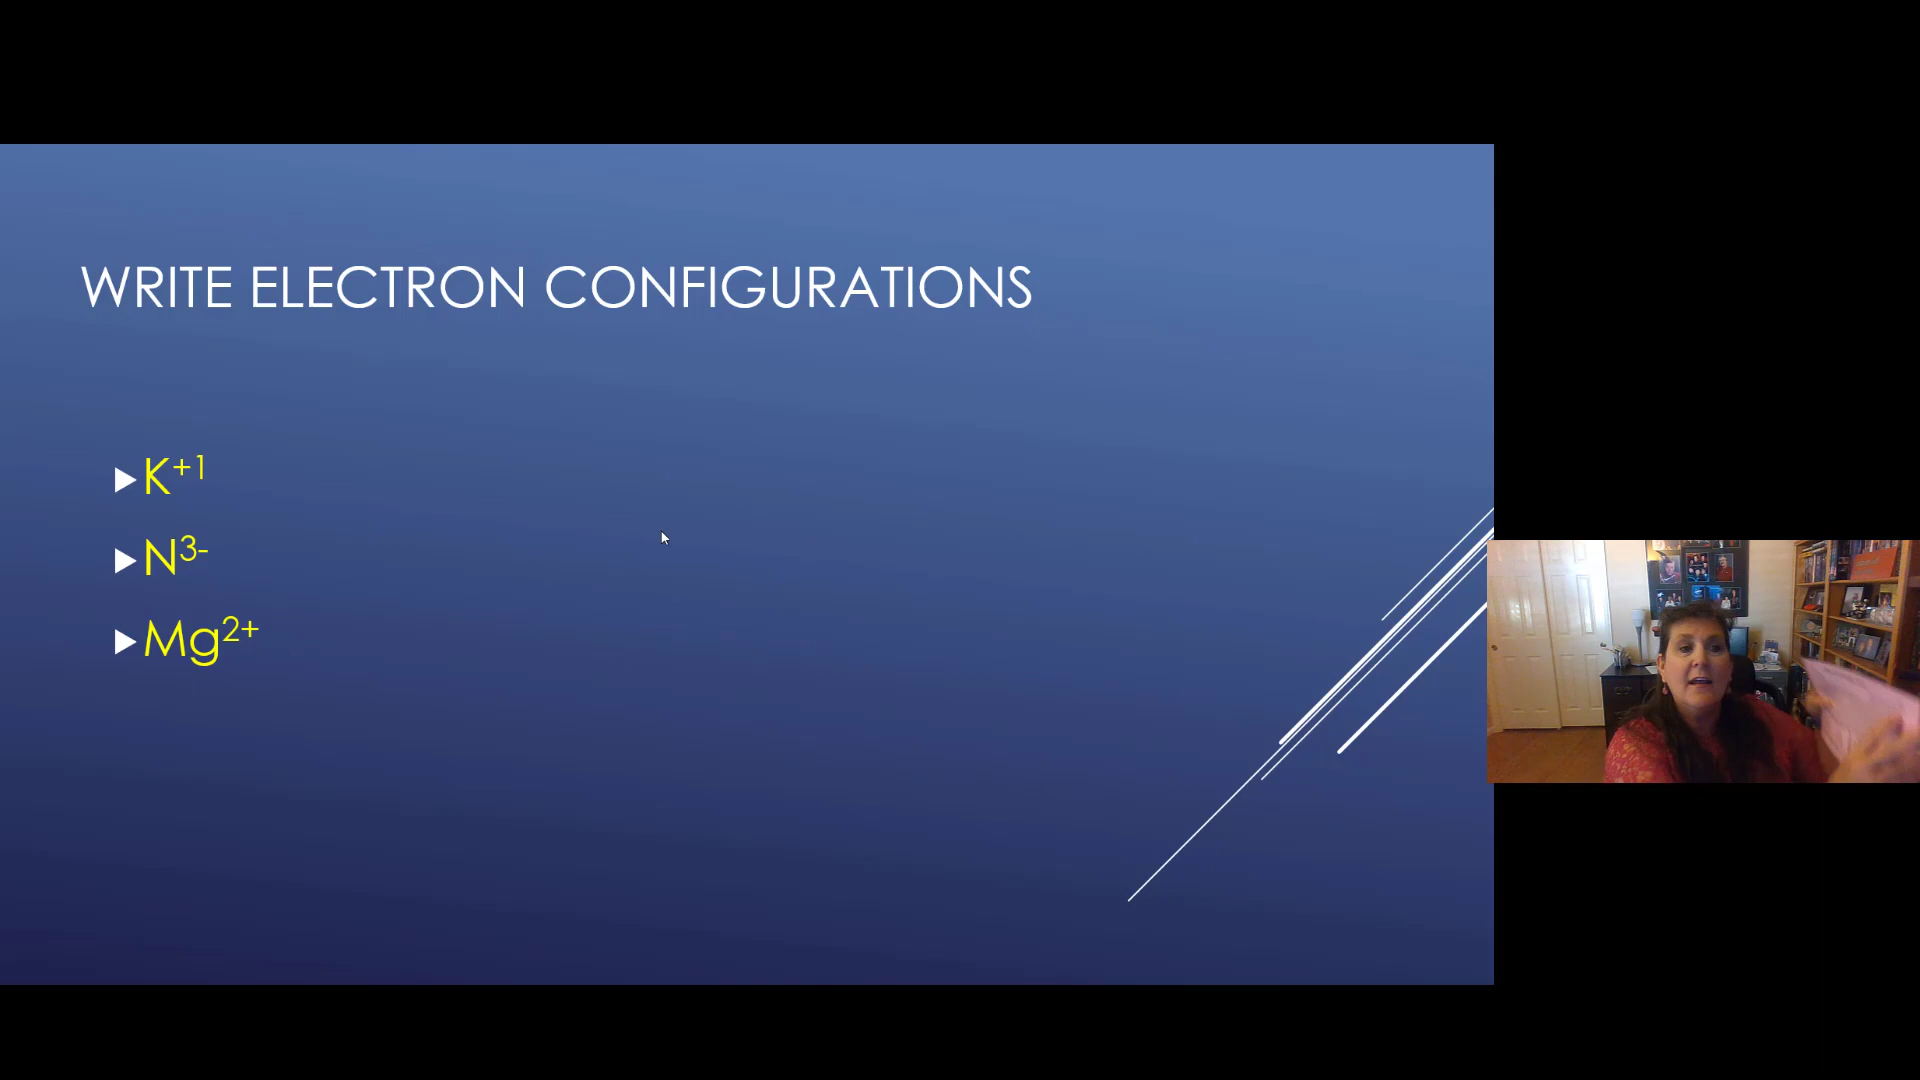 WRITE ELECTRON CONFIGURATIONS
K⁺¹
N³⁻
Mg²⁺